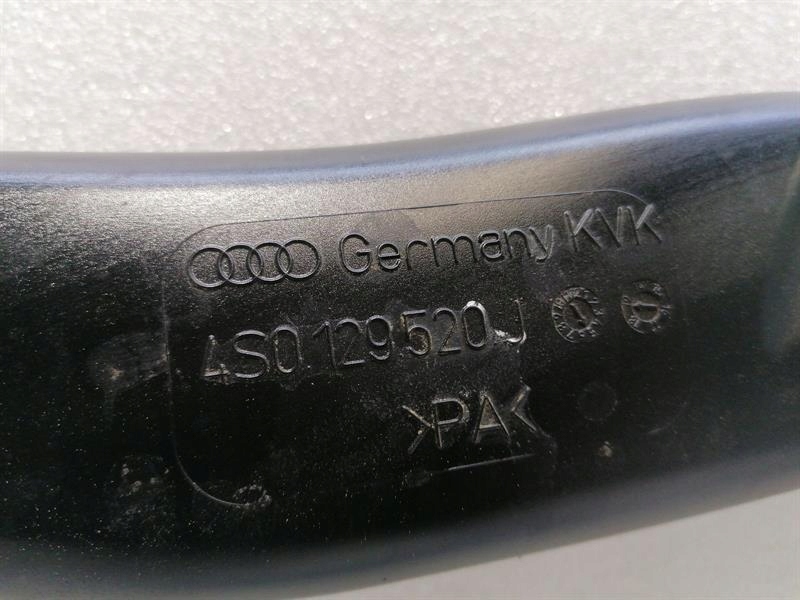 Germany KVK
4S0 129 520 J
>PA<